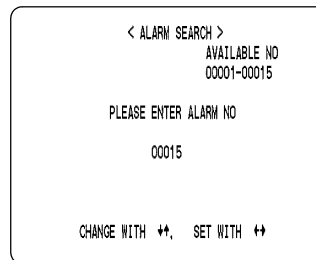 < ALARM SEARCH >
AVAILABLE NO
00001-00015
PLEASE ENTER ALARM NO
00015
CHANGE WITH ↓↑, SET WITH ←→